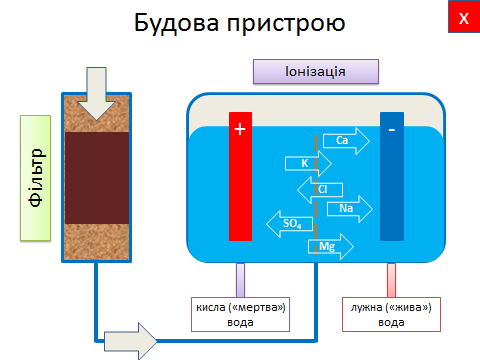 Будова пристрою
X
Іонізація
Фільтр
+
-
Ca
K
Cl
Na
SO₄
Mg
кисла («мертва»)
вода
лужна («жива»)
вода